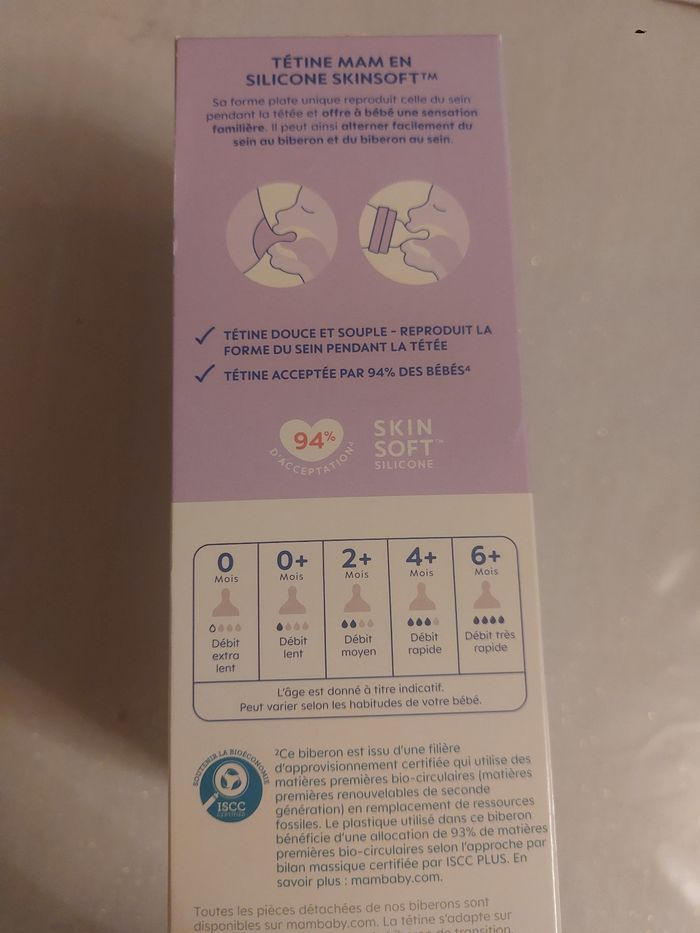 TÉTINE MAM EN
SILICONE SKINSOFT™
Sa forme plate unique reproduit celle du sein
pendant la tétée et offre à bébé une sensation
familière. Il peut ainsi alterner facilement du
sein au biberon et du biberon au sein.
TÉTINE DOUCE ET SOUPLE - REPRODUIT LA
FORME DU SEIN PENDANT LA TÉTÉE
TÉTINE ACCEPTÉE PAR 94% DES BÉBÉS⁴
94%
D'ACCEPTATION⁴
SKIN
SOFT™
SILICONE
0
Mois
Débit
extra
lent
0+
Mois
Débit
lent
2+
Mois
Débit
moyen
4+
Mois
Débit
rapide
6+
Mois
Débit très
rapide
L'âge est donné à titre indicatif.
Peut varier selon les habitudes de votre bébé.
SOUTENIR LA BIOÉCONOMIE
ISCC
²Ce biberon est issu d'une filière
d'approvisionnement certifiée qui utilise des
matières premières bio-circulaires (matières
premières renouvelables de seconde
génération) en remplacement de ressources
fossiles. Le plastique utilisé dans ce biberon
bénéficie d'une allocation de 93% de matières
premières bio-circulaires selon l'approche par
bilan massique certifiée par ISCC PLUS. En
savoir plus : mambaby.com.
Toutes les pièces détachées de nos biberons sont
disponibles sur mambaby.com. La tétine s'adapte sur
de transition.